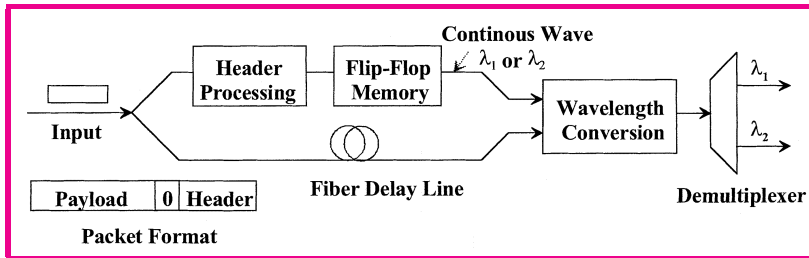 Continous Wave
λ1 or λ2
Header
Processing
Flip-Flop
Memory
Input
Wavelength
Conversion
λ1
λ2
Fiber Delay Line
Demultiplexer
Payload 0 Header
Packet Format